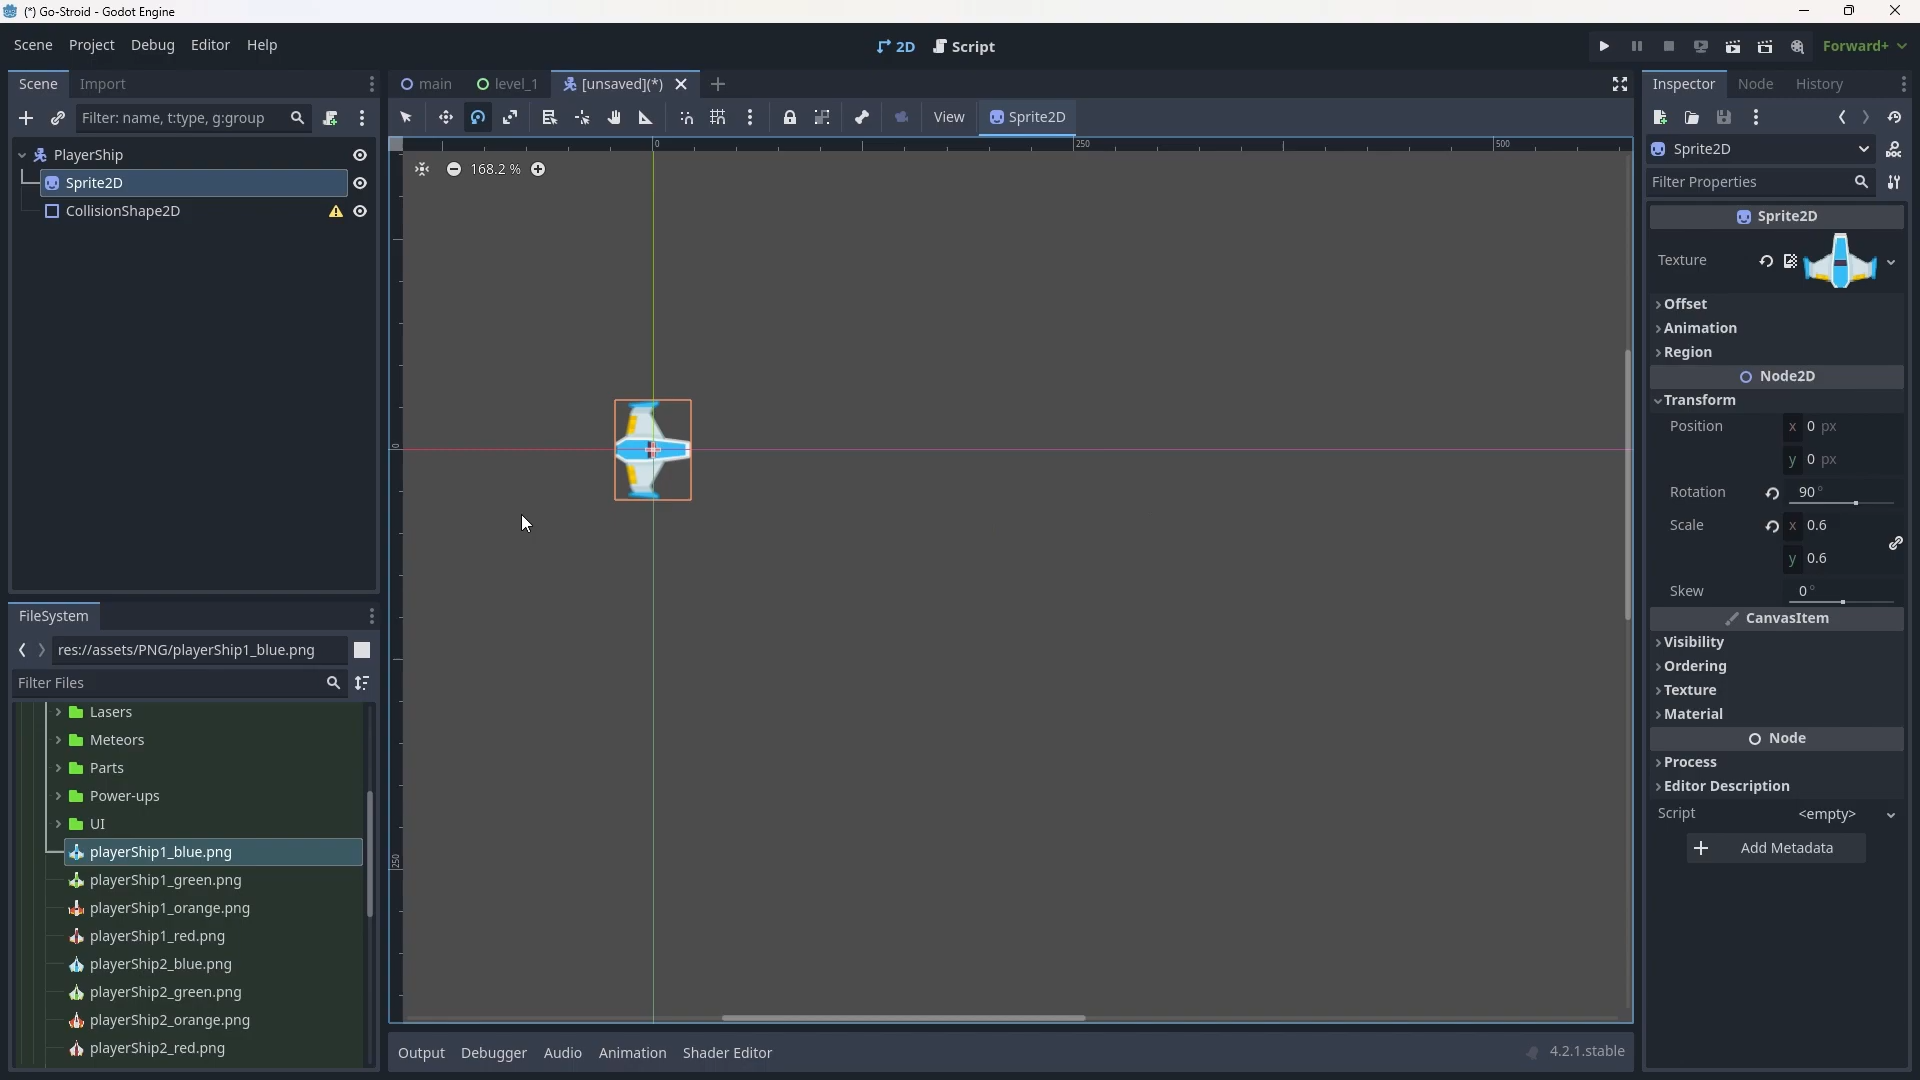 (*) Go-Stroid - Godot Engine
Scene Project Debug Editor Help
2D Script
Forward+
Scene Import
Filter: name, t:type, g:group
PlayerShip
Sprite2D
CollisionShape2D
FileSystem
res://assets/PNG/playerShip1_blue.png
Filter Files
Lasers
Meteors
Parts
Power-ups
UI
playerShip1_blue.png
playerShip1_green.png
playerShip1_orange.png
playerShip1_red.png
playerShip2_blue.png
playerShip2_green.png
playerShip2_orange.png
playerShip2_red.png
main level_1 [unsaved](*)
View Sprite2D
0 250 500
168.2 %
0
250
Output Debugger Audio Animation Shader Editor
4.2.1.stable
Inspector Node History
Sprite2D
Filter Properties
Sprite2D
Texture
Offset
Animation
Region
Node2D
Transform
Position x 0 px
y 0 px
Rotation 90 °
Scale x 0.6
y 0.6
Skew 0 °
CanvasItem
Visibility
Ordering
Texture
Material
Node
Process
Editor Description
Script <empty>
Add Metadata